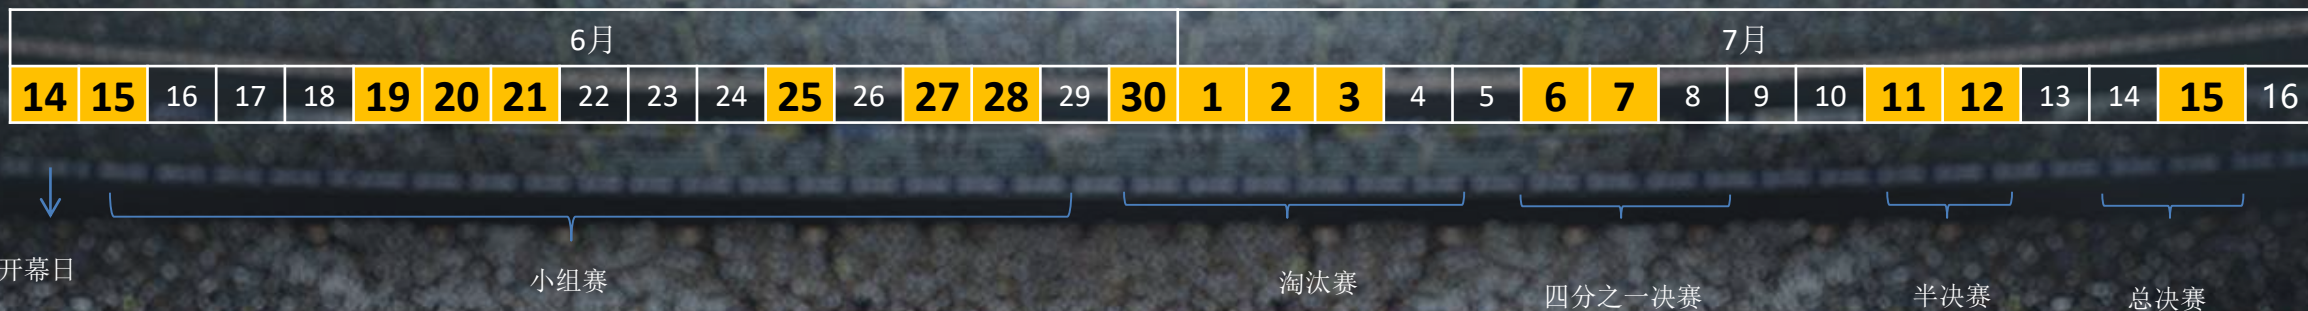 6月 7月
14 15 16 17 18 19 20 21 22 23 24 25 26 27 28 29 30 1 2 3 4 5 6 7 8 9 10 11 12 13 14 15 16
开幕日 小组赛 淘汰赛 四分之一决赛 半决赛 总决赛